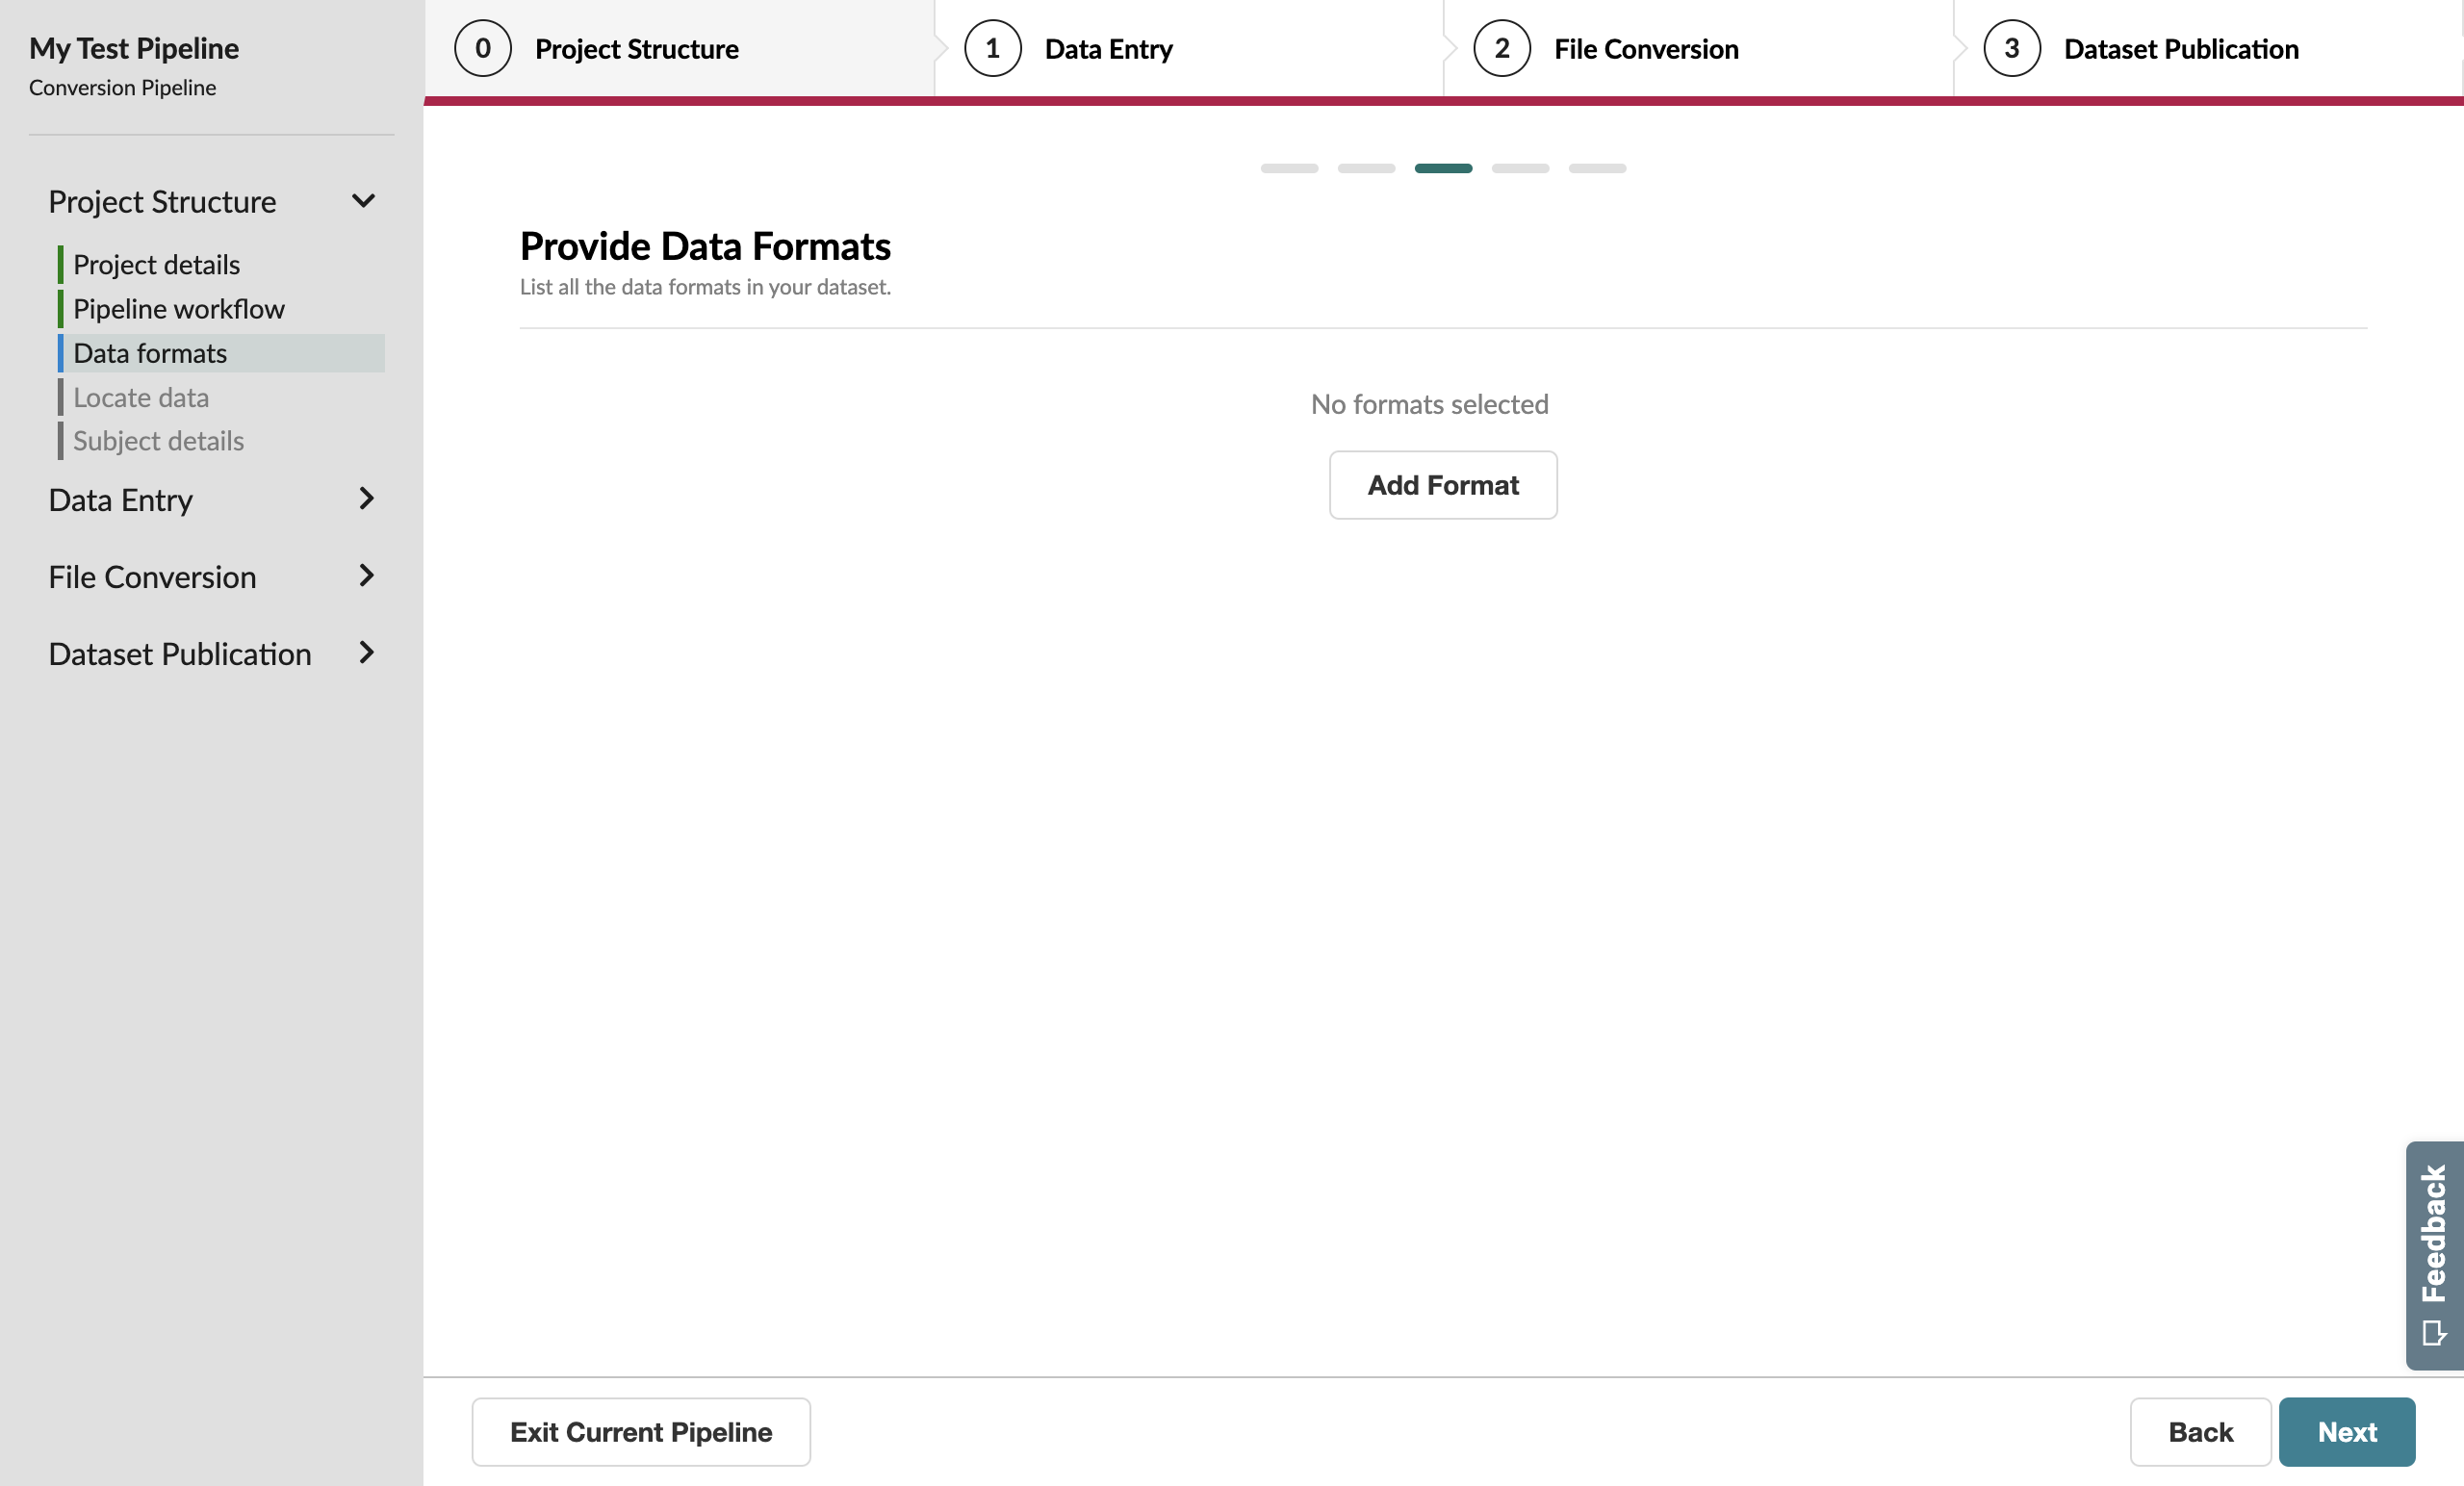 My Test Pipeline
Conversion Pipeline
Project Structure
Project details
Pipeline workflow
Data formats
Locate data
Subject details
Data Entry
File Conversion
Dataset Publication
0 Project Structure
1 Data Entry
2 File Conversion
3 Dataset Publication
Provide Data Formats
List all the data formats in your dataset.
No formats selected
Add Format
Feedback
Exit Current Pipeline
Back
Next